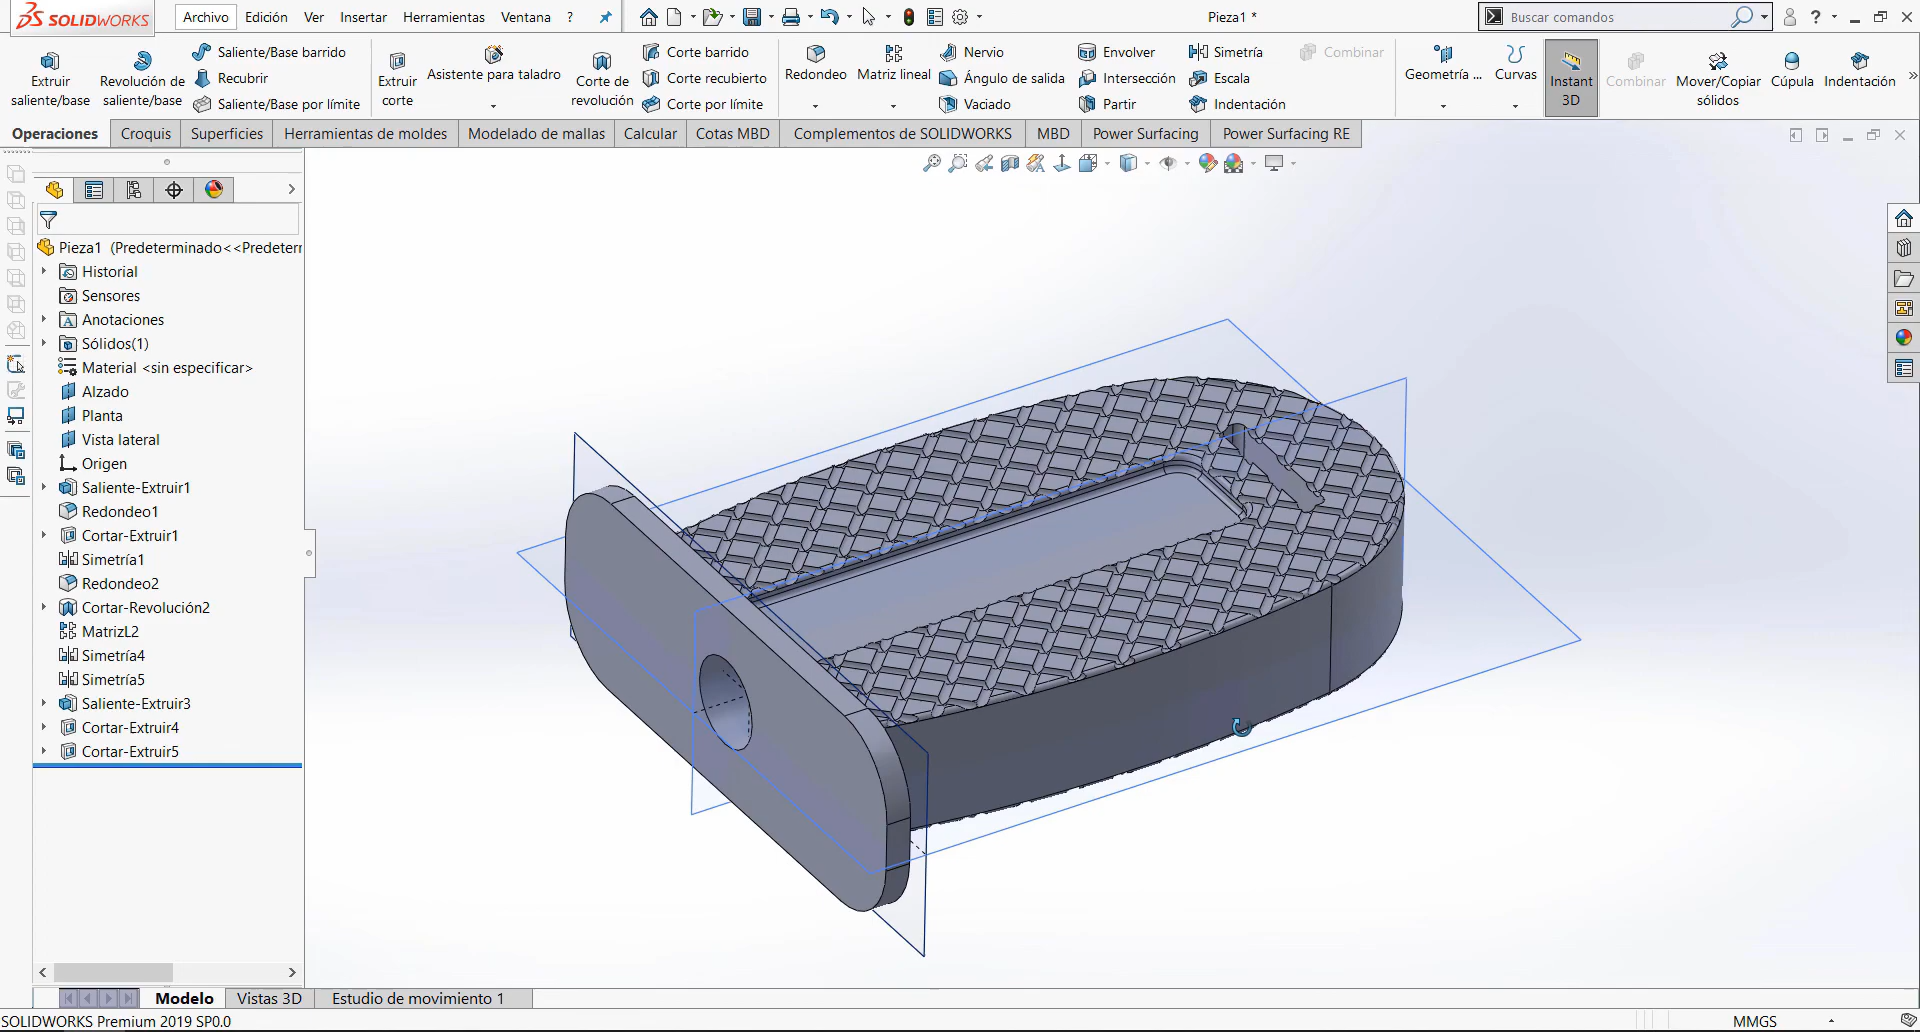 SOLIDWORKS Archivo Edición Ver Insertar Herramientas Ventana ? Pieza1 * Buscar comandos ?
Extruir saliente/base
Revolución de saliente/base
Saliente/Base barrido
Recubrir
Saliente/Base por límite
Extruir corte
Asistente para taladro
Corte de revolución
Corte barrido
Corte recubierto
Corte por límite
Redondeo
Matriz lineal
Nervio
Ángulo de salida
Vaciado
Envolver
Intersección
Partir
Simetría
Escala
Indentación
Combinar
Geometría ...
Curvas
Instant 3D
Combinar
Mover/Copiar sólidos
Cúpula
Indentación
Operaciones Croquis Superficies Herramientas de moldes Modelado de mallas Calcular Cotas MBD Complementos de SOLIDWORKS MBD Power Surfacing Power Surfacing RE
Pieza1 (Predeterminado<<Predeterr
Historial
Sensores
Anotaciones
Sólidos(1)
Material <sin especificar>
Alzado
Planta
Vista lateral
Origen
Saliente-Extruir1
Redondeo1
Cortar-Extruir1
Simetría1
Redondeo2
Cortar-Revolución2
MatrizL2
Simetría4
Simetría5
Saliente-Extruir3
Cortar-Extruir4
Cortar-Extruir5
Modelo Vistas 3D Estudio de movimiento 1
SOLIDWORKS Premium 2019 SP0.0 MMGS